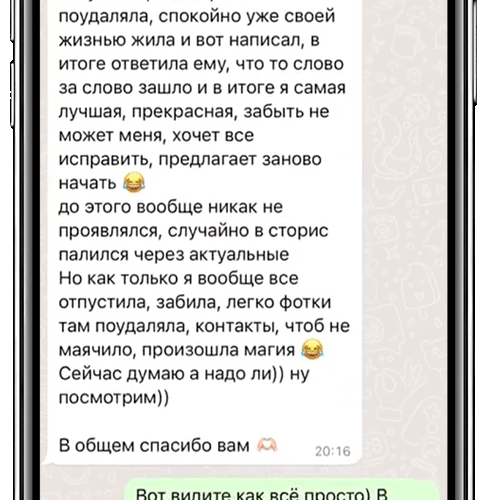 поудаляла, спокойно уже своей
жизнью жила и вот написал, в
итоге ответила ему, что то слово
за слово зашло и в итоге я самая
лучшая, прекрасная, забыть не
может меня, хочет все
исправить, предлагает заново
начать 😂
до этого вообще никак не
проявлялся, случайно в сторис
палился через актуальные
Но как только я вообще все
отпустила, забила, легко фотки
там поудаляла, контакты, чтоб не
маячило, произошла магия 😂
Сейчас думаю а надо ли)) ну
посмотрим))
В общем спасибо вам 🫶🏻
20:16
Вот видите как всё просто) В